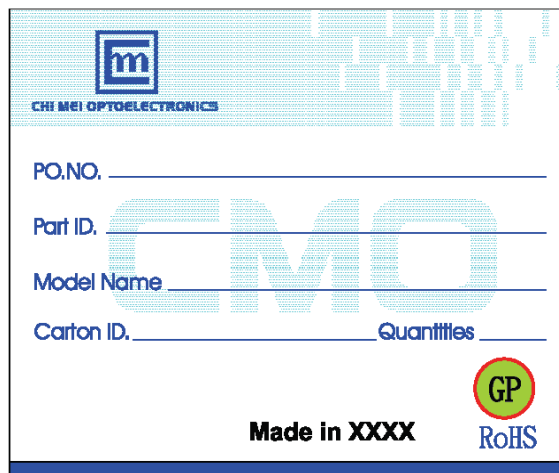 m
CHI MEI OPTOELECTRONICS
PO.NO.
Part ID.
CMO
Model Name
Carton ID. Quantities
GP
Made in XXXX RoHS